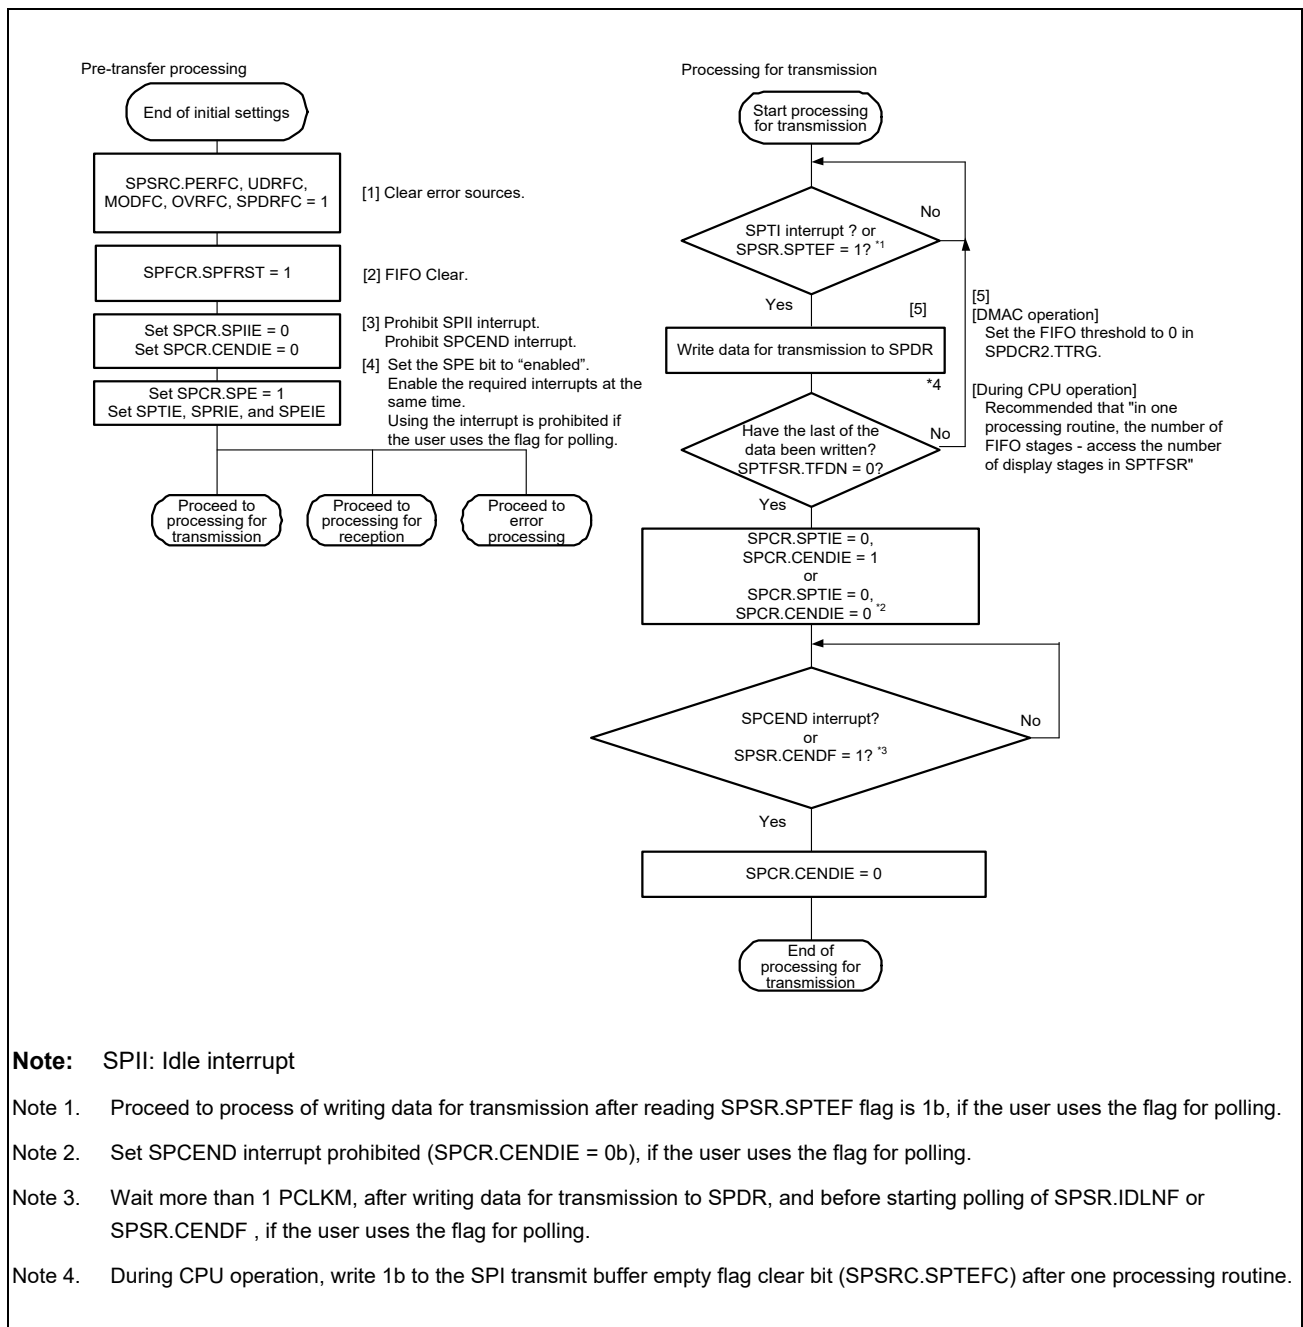 Pre-transfer processing
End of initial settings
SPSRC.PERFC, UDRFC,
MODFC, OVRFC, SPDRFC = 1
[1] Clear error sources.
SPFCR.SPFRST = 1
[2] FIFO Clear.
Set SPCR.SPIIE = 0
Set SPCR.CENDIE = 0
[3] Prohibit SPII interrupt.
Prohibit SPCEND interrupt.
Set SPCR.SPE = 1
Set SPTIE, SPRIE, and SPEIE
[4] Set the SPE bit to “enabled”.
Enable the required interrupts at the
same time.
Using the interrupt is prohibited if
the user uses the flag for polling.
Proceed to
processing for
transmission
Proceed to
processing for
reception
Proceed to
error
processing
Processing for transmission
Start processing
for transmission
SPTI interrupt ? or
SPSR.SPTEF = 1? *1
No
Yes
[5]
Write data for transmission to SPDR
*4
[5]
[DMAC operation]
Set the FIFO threshold to 0 in
SPDCR2.TTRG.
[During CPU operation]
Recommended that "in one
processing routine, the number of
FIFO stages - access the number
of display stages in SPTFSR"
Have the last of the
data been written?
SPTFSR.TFDN = 0?
No
Yes
SPCR.SPTIE = 0,
SPCR.CENDIE = 1
or
SPCR.SPTIE = 0,
SPCR.CENDIE = 0 *2
SPCEND interrupt?
or
SPSR.CENDF = 1? *3
No
Yes
SPCR.CENDIE = 0
End of
processing for
transmission
Note: SPII: Idle interrupt
Note 1. Proceed to process of writing data for transmission after reading SPSR.SPTEF flag is 1b, if the user uses the flag for polling.
Note 2. Set SPCEND interrupt prohibited (SPCR.CENDIE = 0b), if the user uses the flag for polling.
Note 3. Wait more than 1 PCLKM, after writing data for transmission to SPDR, and before starting polling of SPSR.IDLNF or
SPSR.CENDF , if the user uses the flag for polling.
Note 4. During CPU operation, write 1b to the SPI transmit buffer empty flag clear bit (SPSRC.SPTEFC) after one processing routine.